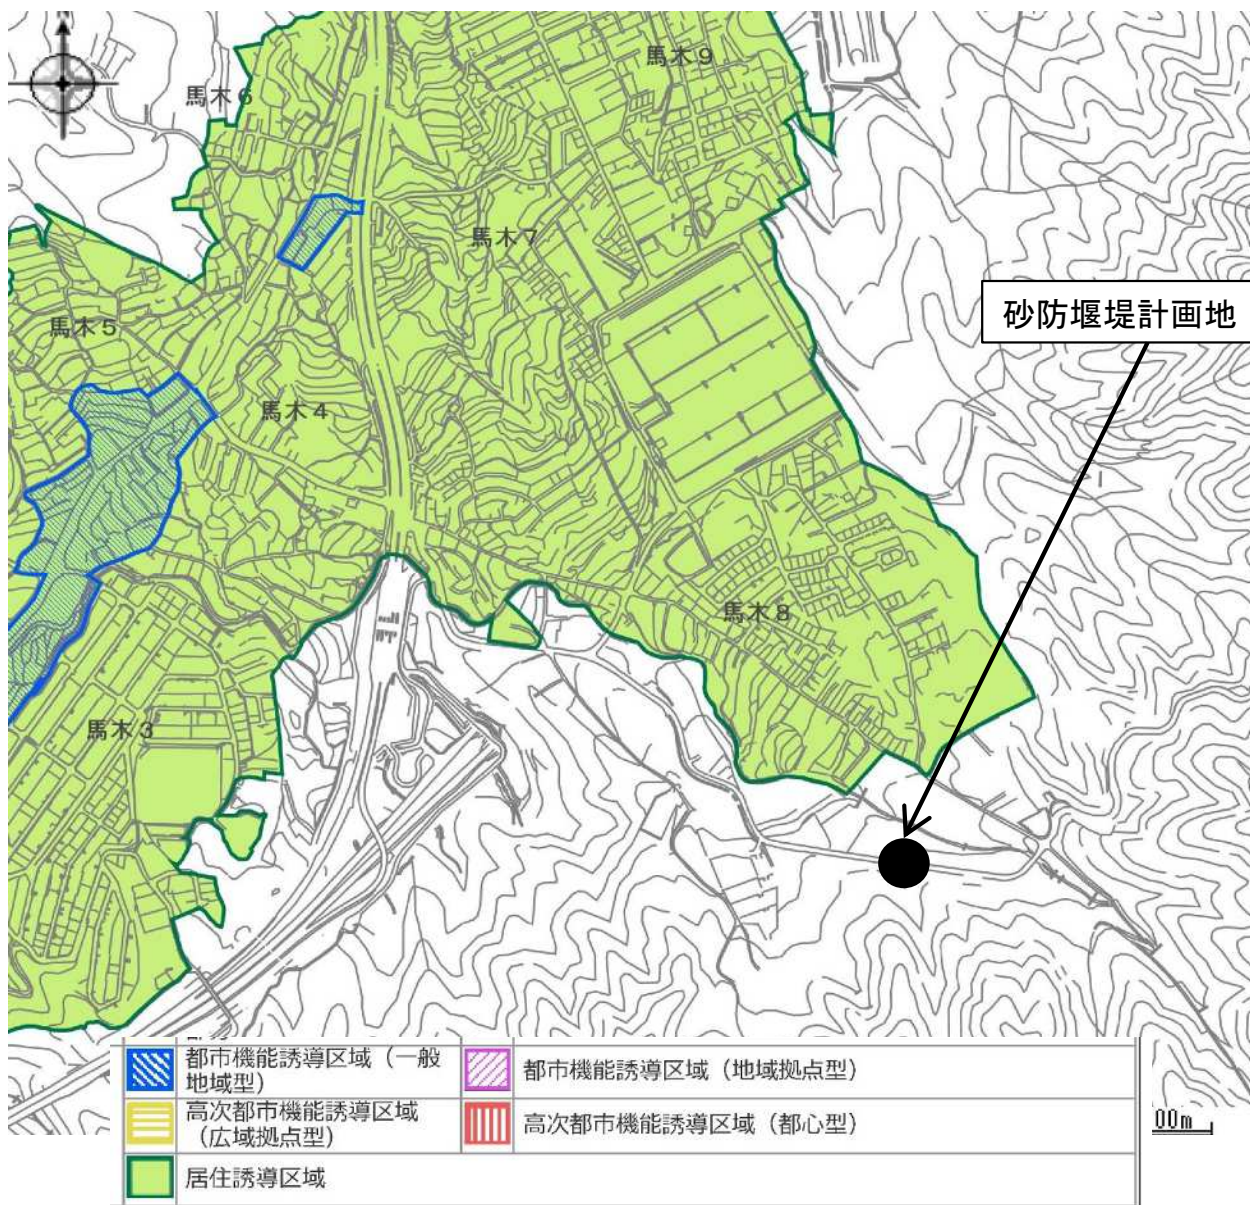 馬木9
馬木6
馬木7
砂防堰堤計画地
馬木5
馬木4
馬木8
馬木3
都市機能誘導区域（一般
地域型）
都市機能誘導区域（地域拠点型）
高次都市機能誘導区域
（広域拠点型）
高次都市機能誘導区域（都心型）
00m
居住誘導区域